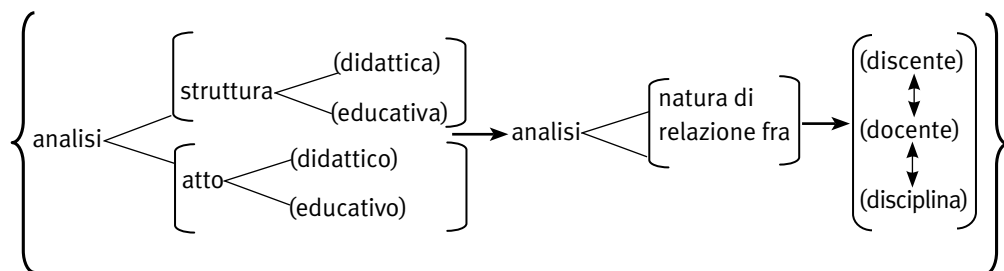 (didattica)
struttura
(educativa)
analisi
(didattico)
atto
(educativo)
analisi
natura di
relazione fra
(discente)
(docente)
(disciplina)